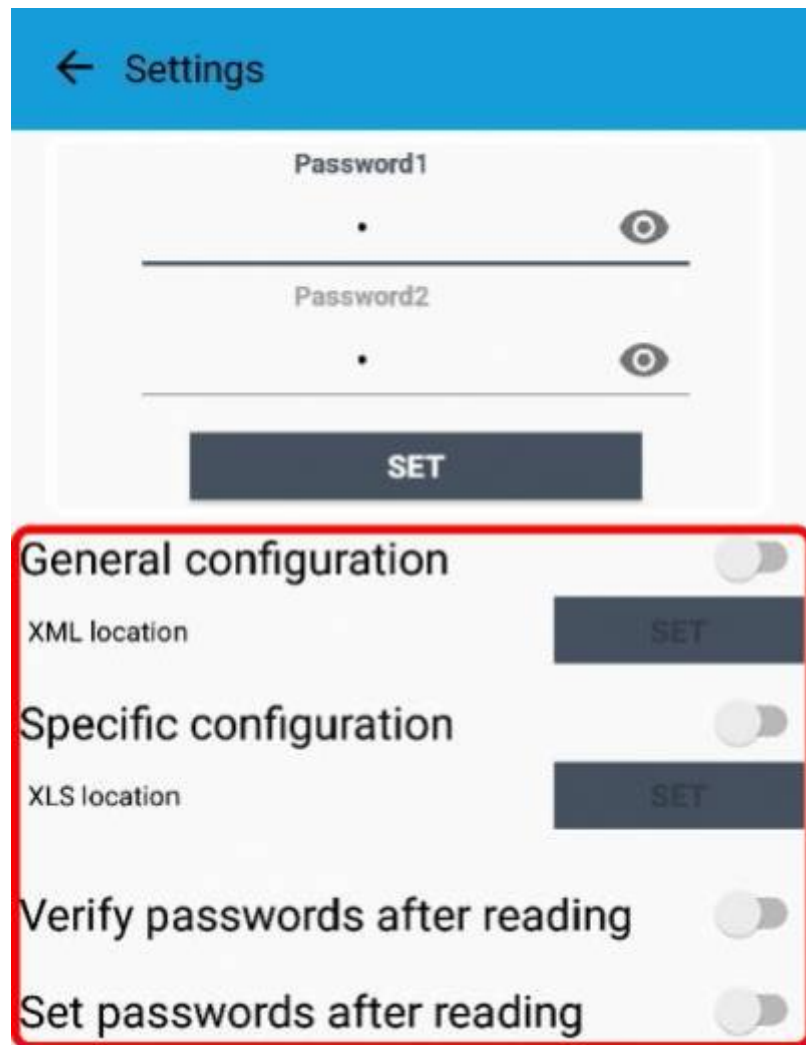 Settings
Password1
•
Password2
•
SET
General configuration
XML location
SET
Specific configuration
XLS location
SET
Verify passwords after reading
Set passwords after reading